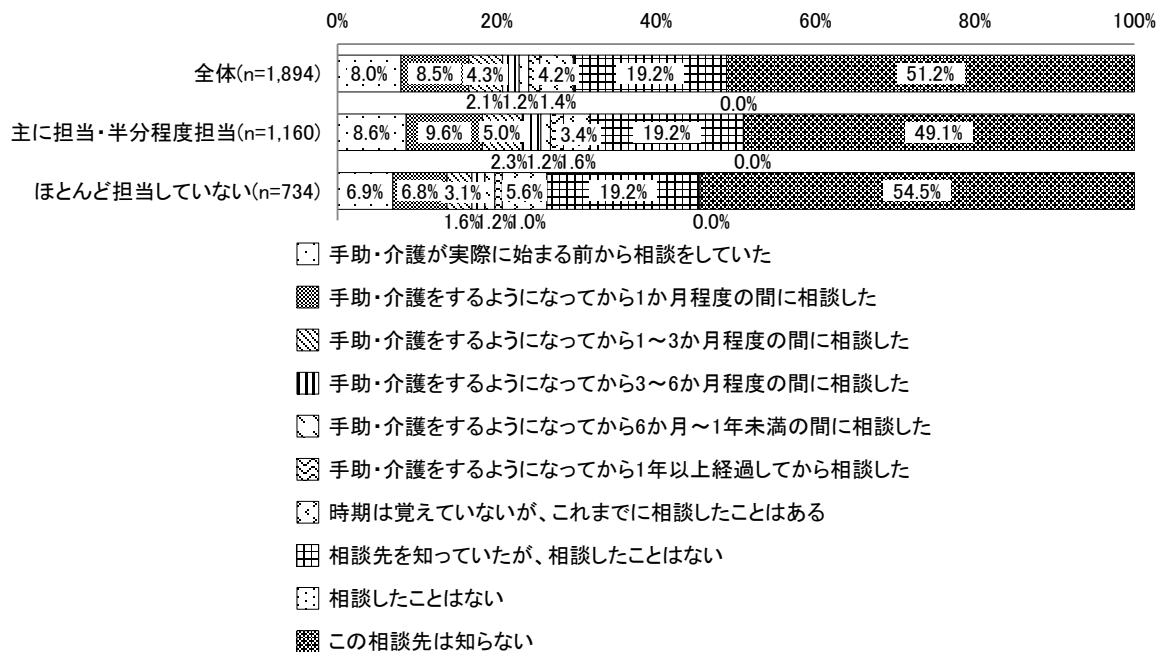 0% 20% 40% 60% 80% 100%
全体(n=1,894) 8.0% 8.5% 4.3% 4.2% 19.2% 51.2%
2.1% 1.2% 1.4% 0.0%
主に担当・半分程度担当(n=1,160) 8.6% 9.6% 5.0% 3.4% 19.2% 49.1%
2.3% 1.2% 1.6% 0.0%
ほとんど担当していない(n=734) 6.9% 6.8% 3.1% 5.6% 19.2% 54.5%
1.6% 1.2% 1.0% 0.0%
手助・介護が実際に始まる前から相談をしていた
手助・介護をするようになってから1か月程度の間に相談した
手助・介護をするようになってから1～3か月程度の間に相談した
手助・介護をするようになってから3～6か月程度の間に相談した
手助・介護をするようになってから6か月～1年未満の間に相談した
手助・介護をするようになってから1年以上経過してから相談した
時期は覚えていないが、これまでに相談したことはある
相談先を知っていたが、相談したことはない
相談したことはない
この相談先は知らない